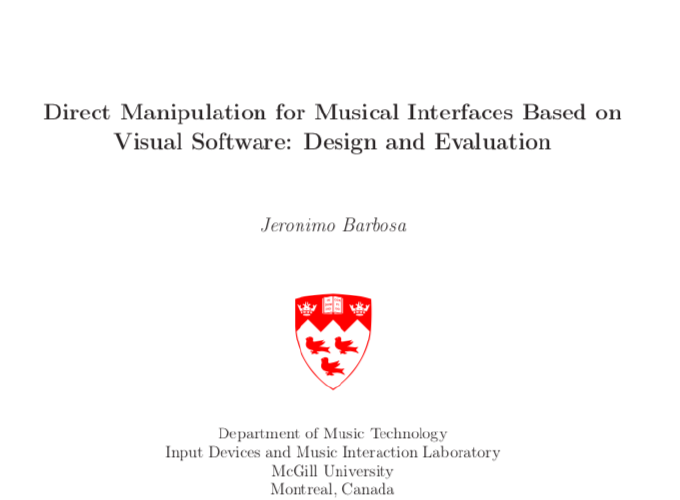 Direct Manipulation for Musical Interfaces Based on
Visual Software: Design and Evaluation
Jeronimo Barbosa
Department of Music Technology
Input Devices and Music Interaction Laboratory
McGill University
Montreal, Canada